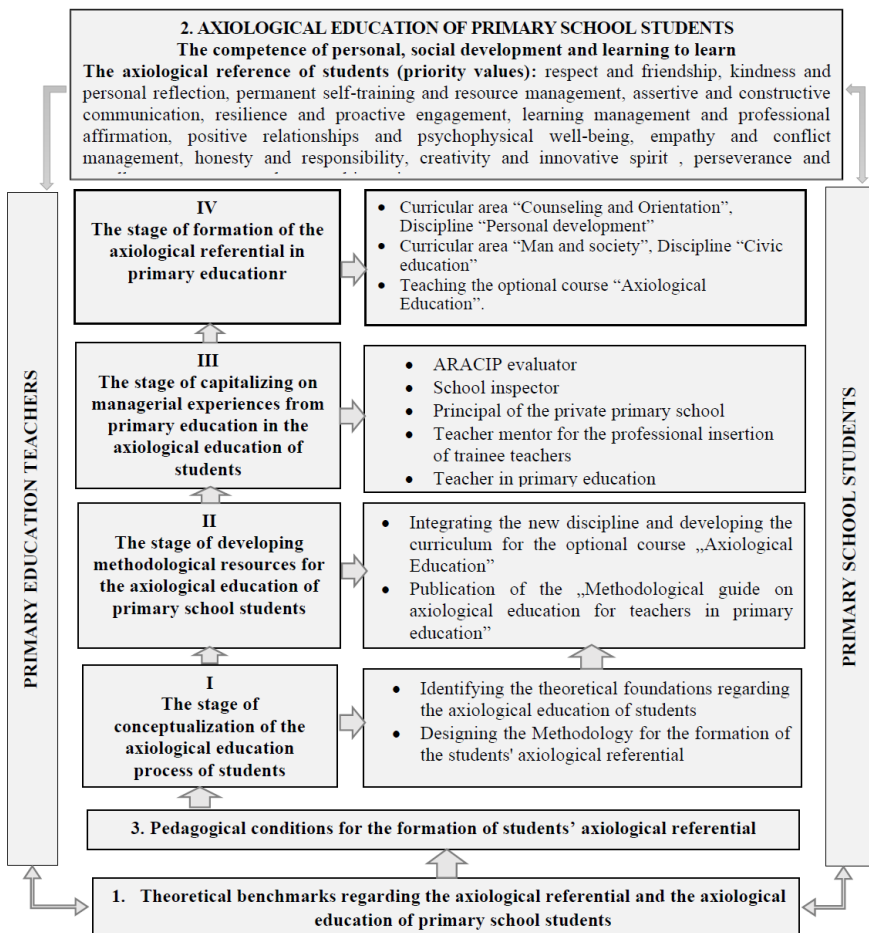 2. AXIOLOGICAL EDUCATION OF PRIMARY SCHOOL STUDENTS
The competence of personal, social development and learning to learn
The axiological reference of students (priority values): respect and friendship, kindness and
personal reflection, permanent self-training and resource management, assertive and constructive
communication, resilience and proactive engagement, learning management and professional
affirmation, positive relationships and psychophysical well-being, empathy and conflict
management, honesty and responsibility, creativity and innovative spirit , perseverance and
PRIMARY EDUCATION TEACHERS
IV
The stage of formation of the
axiological referential in
primary educationr
• Curricular area “Counseling and Orientation”,
Discipline “Personal development”
• Curricular area “Man and society”, Discipline “Civic
education”
• Teaching the optional course “Axiological
Education”.
III
The stage of capitalizing on
managerial experiences from
primary education in the
axiological education of
students
• ARACIP evaluator
• School inspector
• Principal of the private primary school
• Teacher mentor for the professional insertion
of trainee teachers
• Teacher in primary education
II
The stage of developing
methodological resources for
the axiological education of
primary school students
• Integrating the new discipline and developing the
curriculum for the optional course „Axiological
Education”
• Publication of the „Methodological guide on
axiological education for teachers in primary
education”
I
The stage of
conceptualization of the
axiological education
process of students
• Identifying the theoretical foundations regarding
the axiological education of students
• Designing the Methodology for the formation of
the students' axiological referential
PRIMARY SCHOOL STUDENTS
3. Pedagogical conditions for the formation of students’ axiological referential
1. Theoretical benchmarks regarding the axiological referential and the axiological
education of primary school students